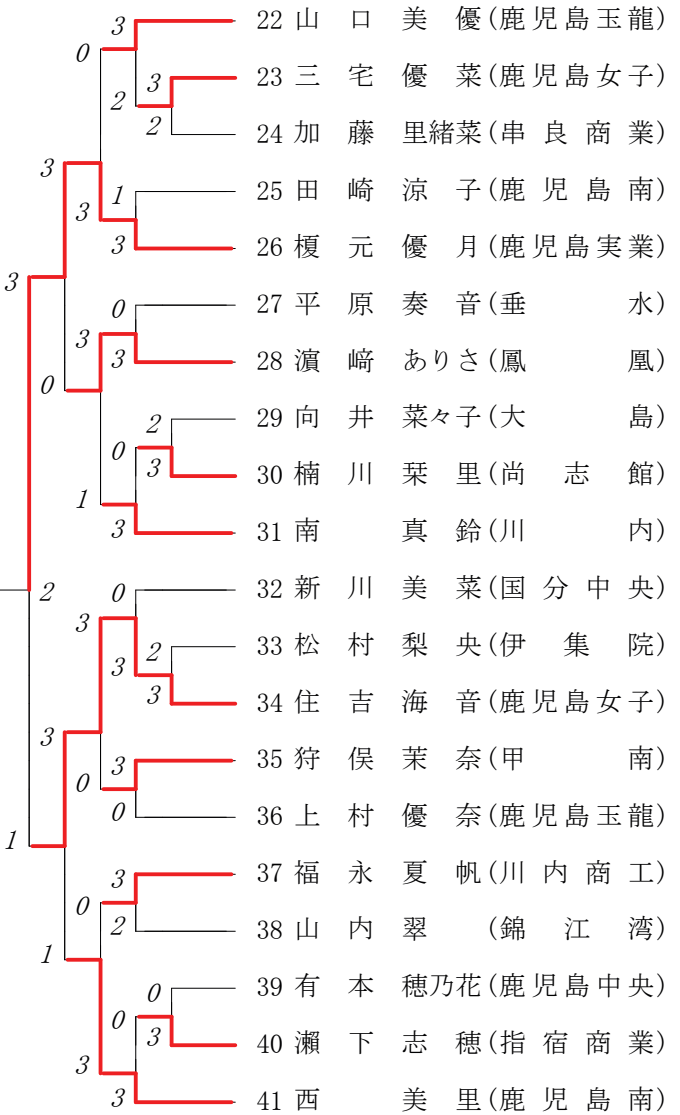 3 22 山口美優(鹿児島玉龍)
0
3 23 三宅優菜(鹿児島女子)
2
2 24 加藤里緒菜(串良商業)
3
1 25 田崎涼子(鹿児島南)
3
3 26 榎元優月(鹿児島実業)
3
0 27 平原奏音(垂水)
3
3 28 濵﨑ありさ(鳳凰)
0
2 29 向井菜々子(大島)
0
3 30 楠川栞里(尚志館)
1
3 31 南真鈴(川内)
2
0 32 新川美菜(国分中央)
3
2 33 松村梨央(伊集院)
3
3 34 住吉海音(鹿児島女子)
3
3 35 狩俣茉奈(甲南)
0
0 36 上村優奈(鹿児島玉龍)
1
3 37 福永夏帆(川内商工)
0
2 38 山内翠(錦江湾)
1
0 39 有本穂乃花(鹿児島中央)
0
3 40 瀬下志穂(指宿商業)
3
3 41 西美里(鹿児島南)